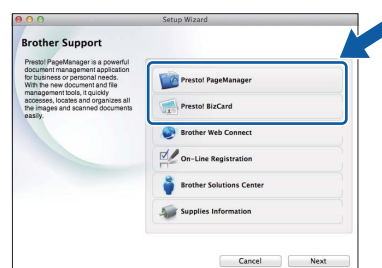 Setup Wizard
Brother Support
Presto! PageManager is a powerful
document management application
for business or personal needs.
With the new document and file
management tools, it quickly
accesses, locates and organizes all
the images and scanned documents
easily.
Presto! PageManager
Presto! BizCard
Brother Web Connect
On-Line Registration
Brother Solutions Center
Supplies Information
Cancel
Next